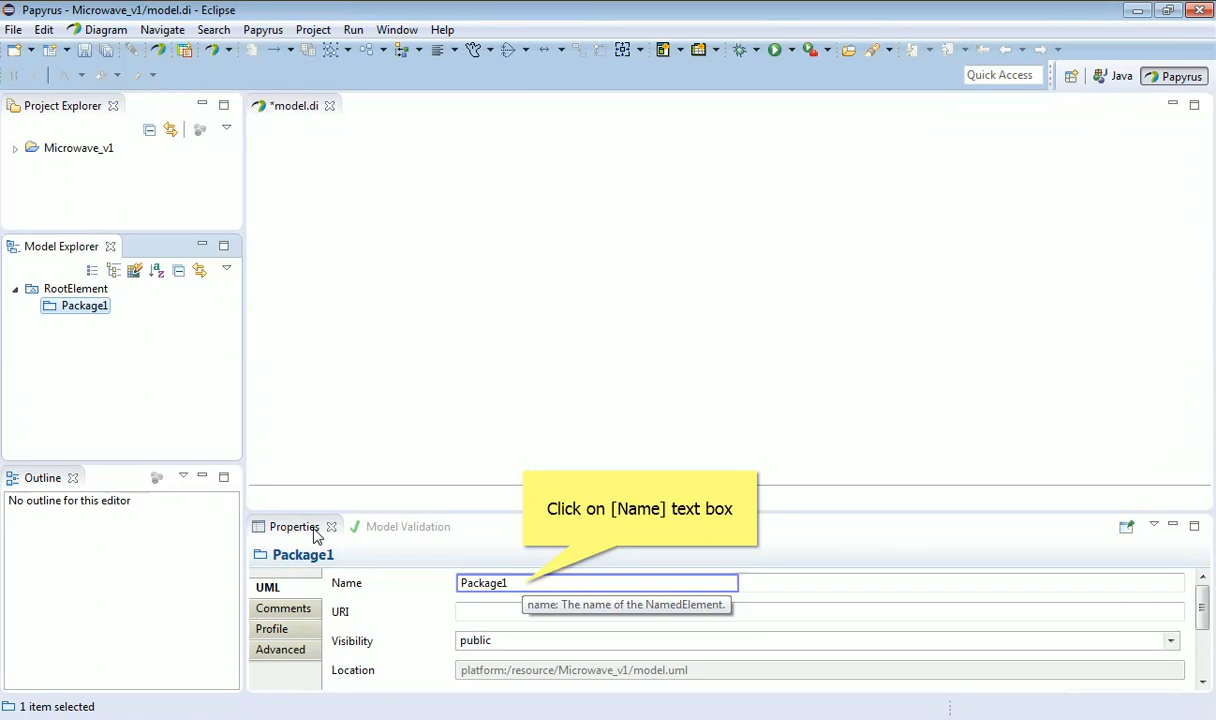 Papyrus - Microwave_v1/model.di - Eclipse
File Edit Diagram Navigate Search Papyrus Project Run Window Help
Quick Access
Java
Papyrus
Project Explorer
Microwave_v1
*model.di
Model Explorer
RootElement
Package1
Outline
No outline for this editor
Click on [Name] text box
Properties
Model Validation
Package1
UML
Comments
Profile
Advanced
Name
Package1
name: The name of the NamedElement.
URI
Visibility
public
Location
platform:/resource/Microwave_v1/model.uml
1 item selected